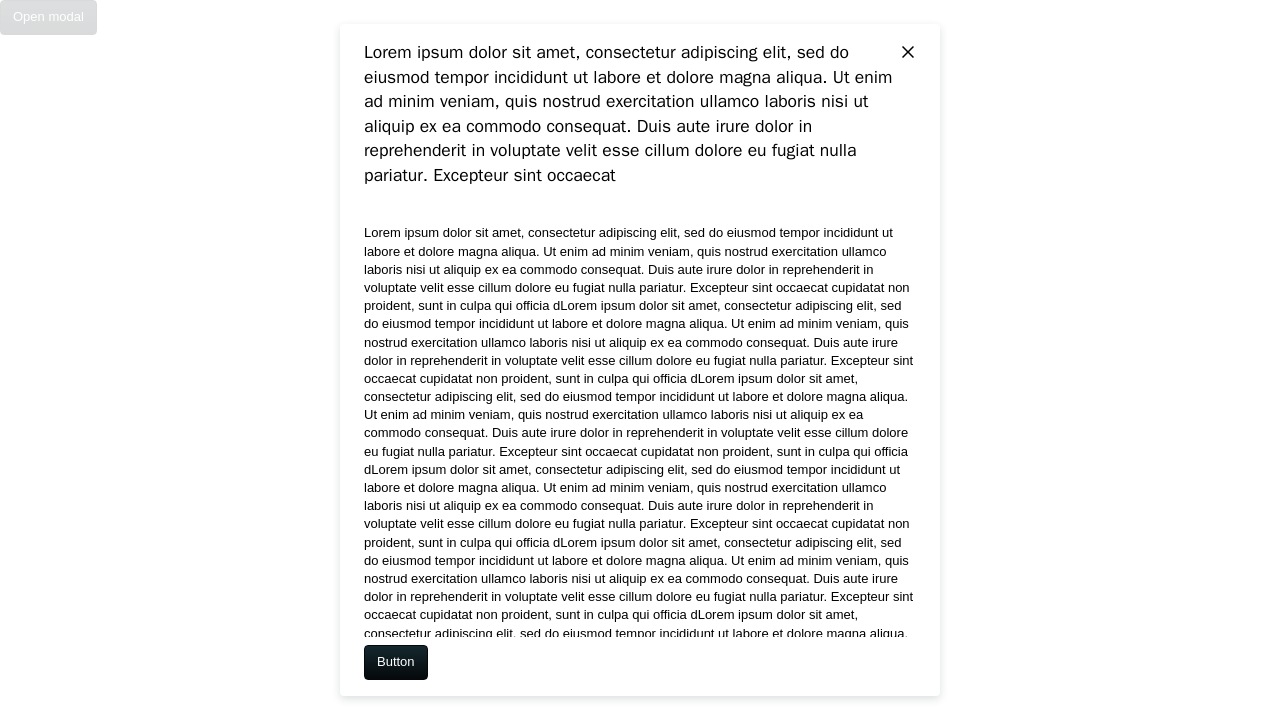 Open modal
Lorem ipsum dolor sit amet, consectetur adipiscing elit, sed do
eiusmod tempor incididunt ut labore et dolore magna aliqua. Ut enim
ad minim veniam, quis nostrud exercitation ullamco laboris nisi ut
aliquip ex ea commodo consequat. Duis aute irure dolor in
reprehenderit in voluptate velit esse cillum dolore eu fugiat nulla
pariatur. Excepteur sint occaecat
Lorem ipsum dolor sit amet, consectetur adipiscing elit, sed do eiusmod tempor incididunt ut
labore et dolore magna aliqua. Ut enim ad minim veniam, quis nostrud exercitation ullamco
laboris nisi ut aliquip ex ea commodo consequat. Duis aute irure dolor in reprehenderit in
voluptate velit esse cillum dolore eu fugiat nulla pariatur. Excepteur sint occaecat cupidatat non
proident, sunt in culpa qui officia dLorem ipsum dolor sit amet, consectetur adipiscing elit, sed
do eiusmod tempor incididunt ut labore et dolore magna aliqua. Ut enim ad minim veniam, quis
nostrud exercitation ullamco laboris nisi ut aliquip ex ea commodo consequat. Duis aute irure
dolor in reprehenderit in voluptate velit esse cillum dolore eu fugiat nulla pariatur. Excepteur sint
occaecat cupidatat non proident, sunt in culpa qui officia dLorem ipsum dolor sit amet,
consectetur adipiscing elit, sed do eiusmod tempor incididunt ut labore et dolore magna aliqua.
Ut enim ad minim veniam, quis nostrud exercitation ullamco laboris nisi ut aliquip ex ea
commodo consequat. Duis aute irure dolor in reprehenderit in voluptate velit esse cillum dolore
eu fugiat nulla pariatur. Excepteur sint occaecat cupidatat non proident, sunt in culpa qui officia
dLorem ipsum dolor sit amet, consectetur adipiscing elit, sed do eiusmod tempor incididunt ut
labore et dolore magna aliqua. Ut enim ad minim veniam, quis nostrud exercitation ullamco
laboris nisi ut aliquip ex ea commodo consequat. Duis aute irure dolor in reprehenderit in
voluptate velit esse cillum dolore eu fugiat nulla pariatur. Excepteur sint occaecat cupidatat non
proident, sunt in culpa qui officia dLorem ipsum dolor sit amet, consectetur adipiscing elit, sed
do eiusmod tempor incididunt ut labore et dolore magna aliqua. Ut enim ad minim veniam, quis
nostrud exercitation ullamco laboris nisi ut aliquip ex ea commodo consequat. Duis aute irure
dolor in reprehenderit in voluptate velit esse cillum dolore eu fugiat nulla pariatur. Excepteur sint
occaecat cupidatat non proident, sunt in culpa qui officia dLorem ipsum dolor sit amet,
consectetur adipiscing elit, sed do eiusmod tempor incididunt ut labore et dolore magna aliqua.
Button